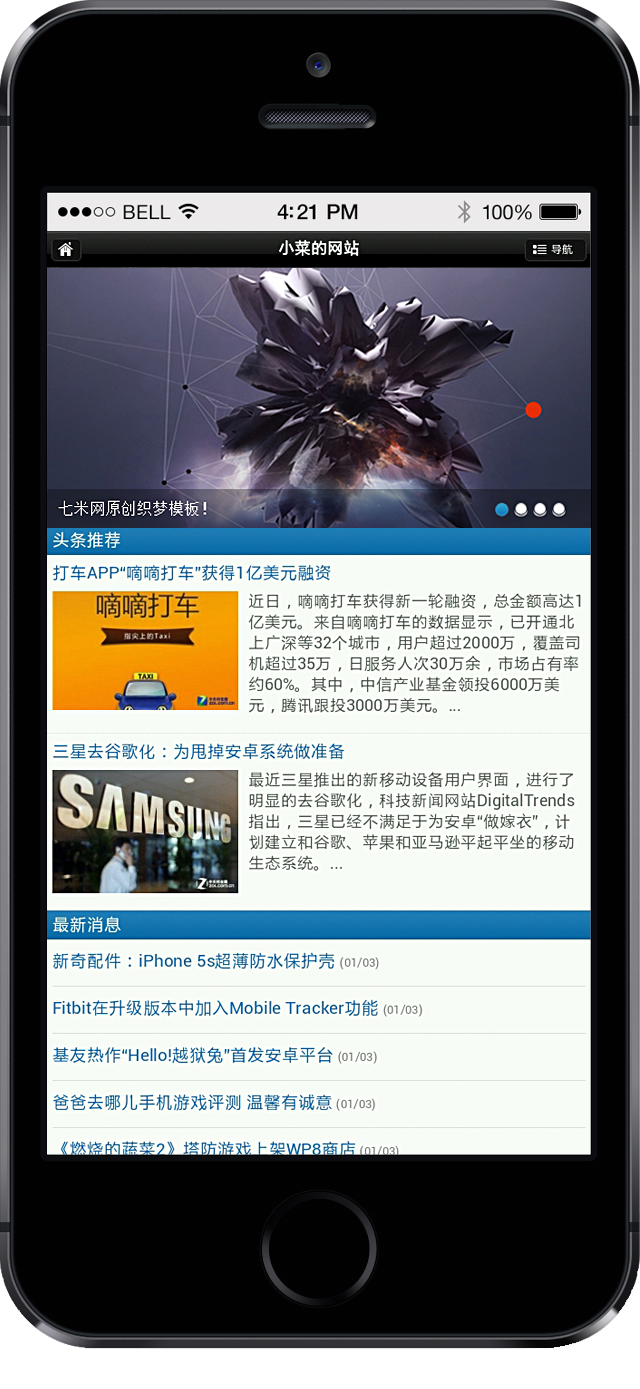 BELL 4:21 PM 100%
小菜的网站 导航
七米网原创织梦模板！
头条推荐
打车APP“嘀嘀打车”获得1亿美元融资
嘀嘀打车
指尖上的Taxi
TAXI
近日，嘀嘀打车获得新一轮融资，总金额高达1
亿美元。来自嘀嘀打车的数据显示，已开通北
上广深等32个城市，用户超过2000万，覆盖司
机超过35万，日服务人次30万余，市场占有率
约60%。其中，中信产业基金领投6000万美
元，腾讯跟投3000万美元。...
三星去谷歌化：为甩掉安卓系统做准备
SAMSUNG
最近三星推出的新移动设备用户界面，进行了
明显的去谷歌化，科技新闻网站DigitalTrends
指出，三星已经不满足于为安卓“做嫁衣”，计
划建立和谷歌、苹果和亚马逊平起平坐的移动
生态系统。...
最新消息
新奇配件：iPhone 5s超薄防水保护壳 (01/03)
Fitbit在升级版本中加入Mobile Tracker功能 (01/03)
基友热作“Hello!越狱兔”首发安卓平台 (01/03)
爸爸去哪儿手机游戏评测 温馨有诚意 (01/03)
《燃烧的蔬菜2》塔防游戏上架WP8商店 (01/03)